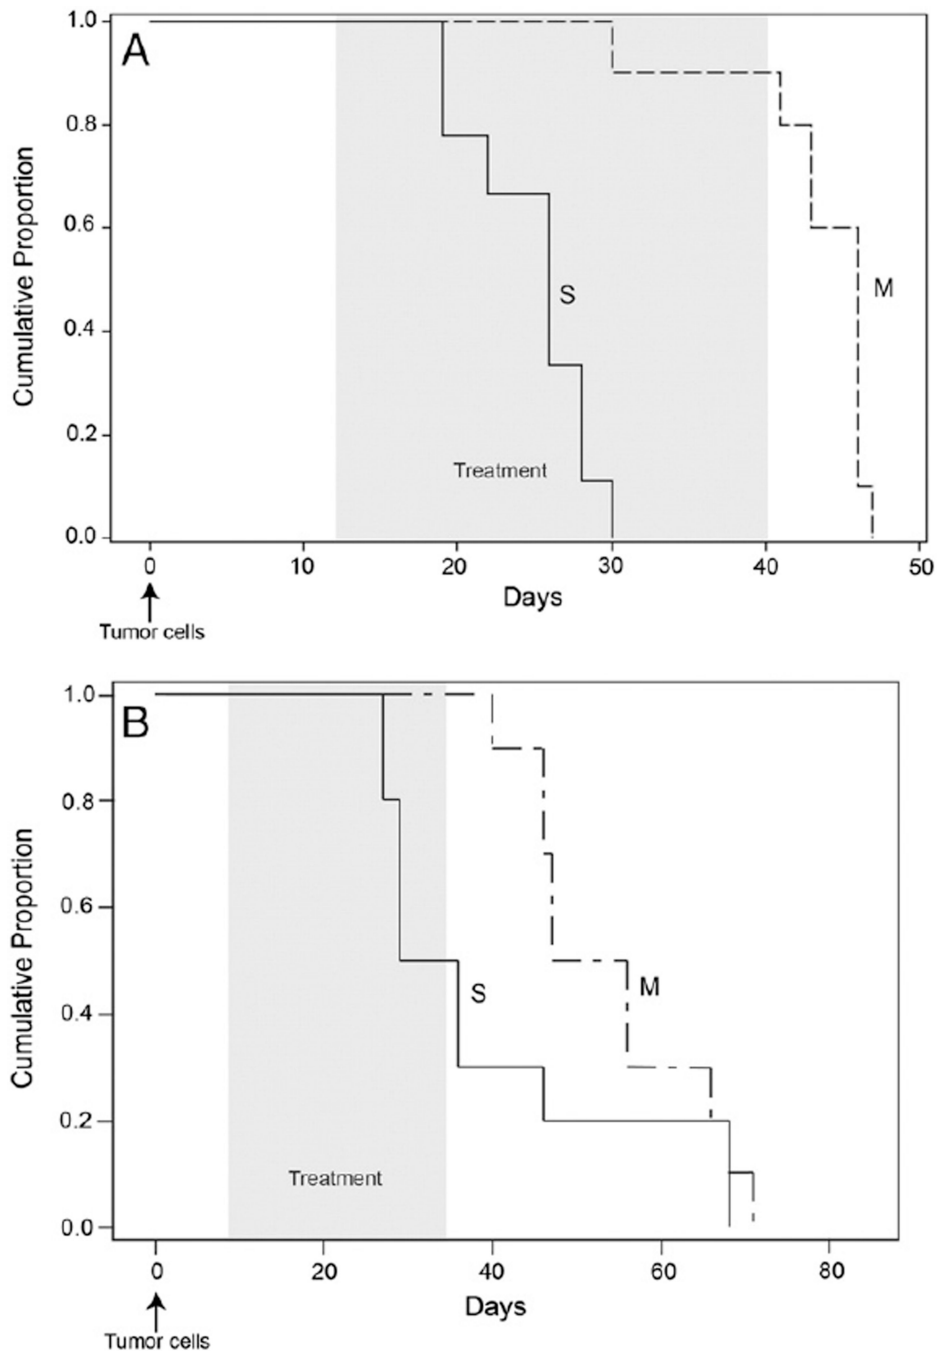 A
1.0
0.8
0.6
0.4
0.2
0.0
Cumulative Proportion
S
M
Treatment
0 10 20 30 40 50
Days
Tumor cells
B
1.0
0.8
0.6
0.4
0.2
0.0
Cumulative Proportion
S
M
Treatment
0 20 40 60 80
Days
Tumor cells